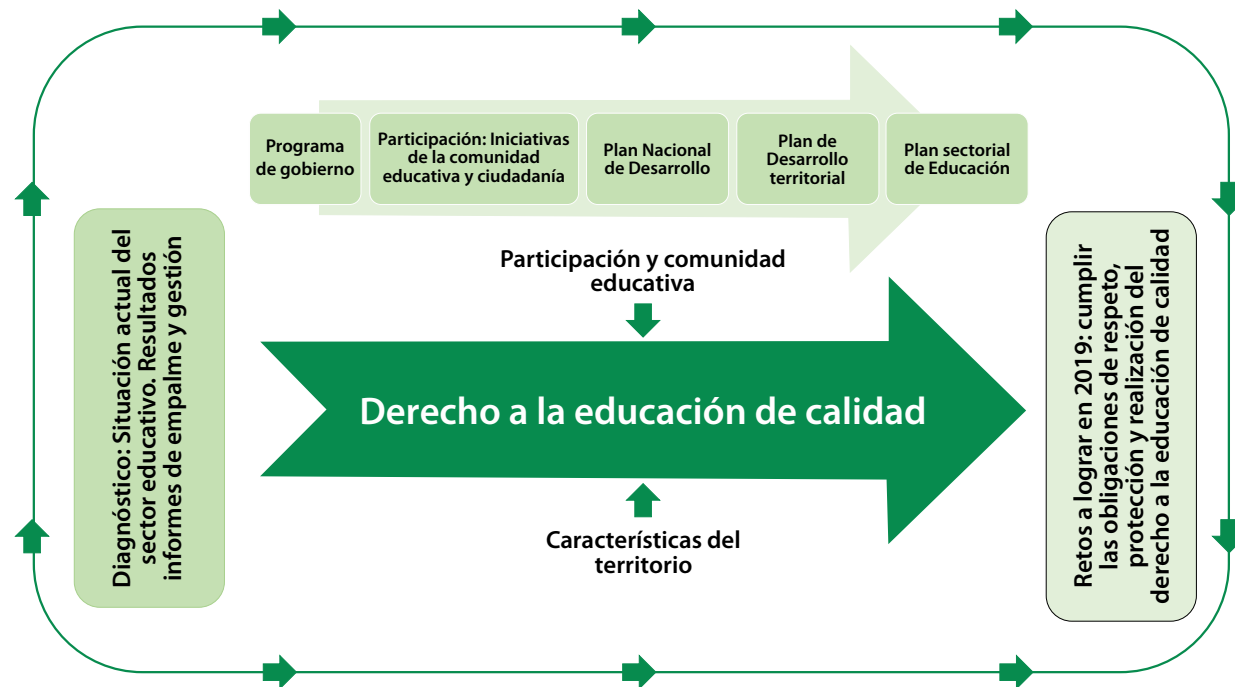 Programa
de gobierno
Participación: Iniciativas
de la comunidad
educativa y ciudadanía
Plan Nacional
de Desarrollo
Plan de
Desarrollo
territorial
Plan sectorial
de Educación
Diagnóstico: Situación actual del
sector educativo. Resultados
informes de empalme y gestión
Participación y comunidad
educativa
Derecho a la educación de calidad
Características del
territorio
Retos a lograr en 2019: cumplir
las obligaciones de respeto,
protección y realización del
derecho a la educación de calidad